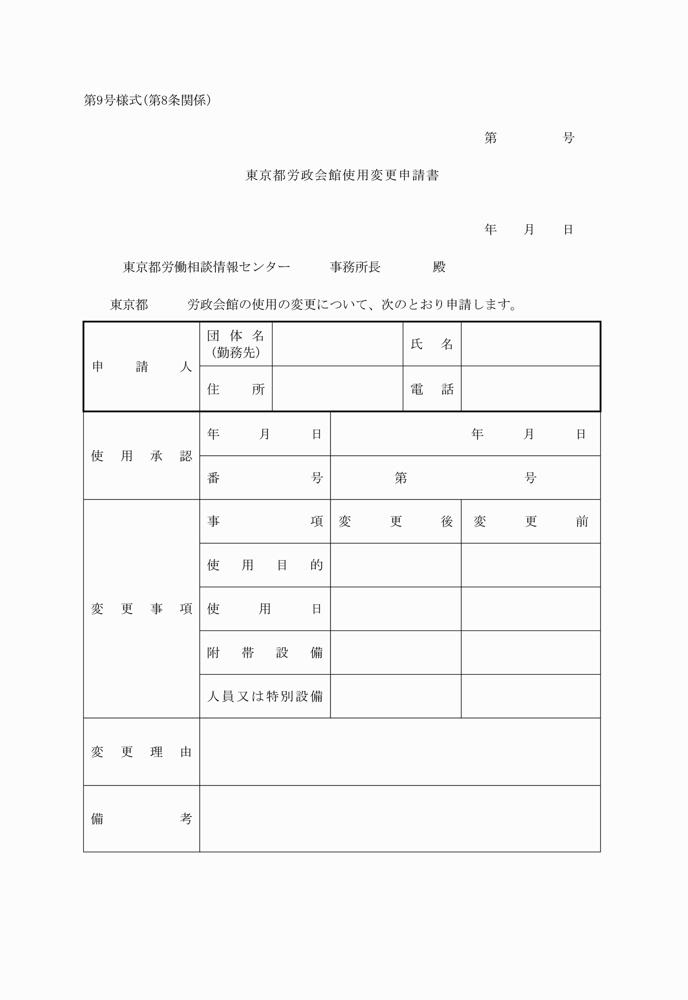 第9号様式（第8条関係）
第　　　　　号
東京都労政会館使用変更申請書
年　　月　　日
東京都労働相談情報センター　　　事務所長　　　　殿
東京都　　　労政会館の使用の変更について、次のとおり申請します。
申請人
団体名
（勤務先）
氏名
住所
電話
使用承認
年月日
年　　月　　日
番号
第　　　　　号
変更事項
事項
変更後
変更前
使用目的
使用日
附帯設備
人員又は特別設備
変更理由
備考